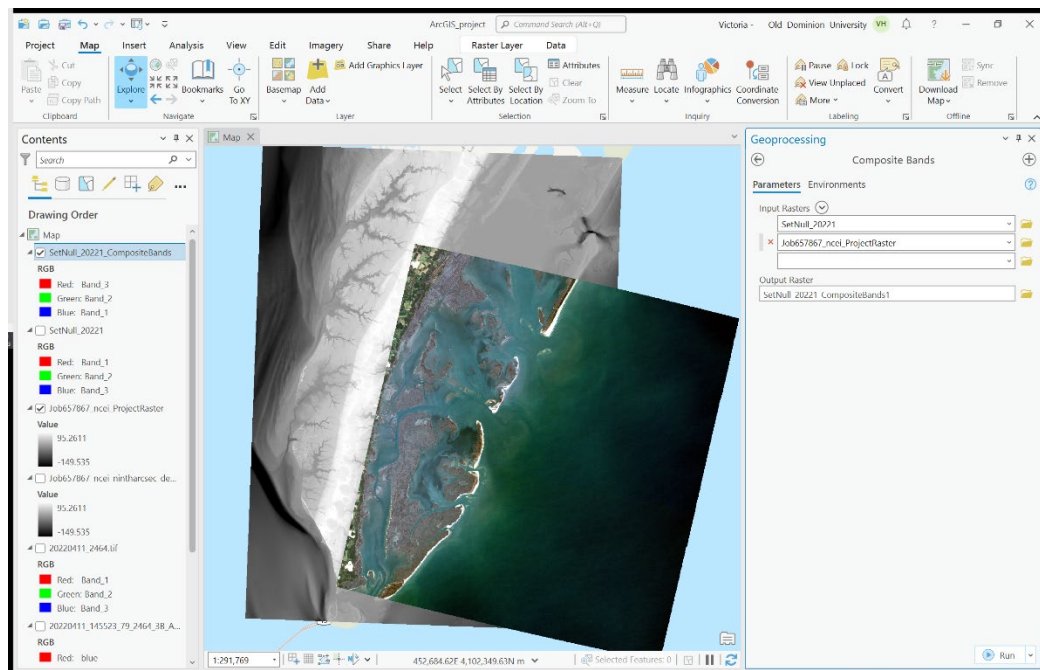 ArcGIS_project
Command Search (Alt+Q)
Victoria - Old Dominion University
VH
?
Project Map Insert Analysis View Edit Imagery Share Help Raster Layer Data
Cut
Copy
Copy Path
Paste
Explore
Bookmarks
Go To XY
Basemap
Add Data
Add Graphics Layer
Select
Select By Attributes
Select By Location
Attributes
Clear
Zoom To
Measure
Locate
Infographics
Coordinate Conversion
Pause
Lock
View Unplaced
More
Convert
Download Map
Sync
Remove
Clipboard
Navigate
Layer
Selection
Inquiry
Labeling
Offline
Contents
Search
Drawing Order
Map
SetNull_20221_CompositeBands
RGB
Red: Band_3
Green: Band_2
Blue: Band_1
SetNull_20221
RGB
Red: Band_1
Green: Band_2
Blue: Band_3
Job657867_ncei_ProjectRaster
Value
95.2611
-149.535
Job657867_ncei_nintharcsec_de...
Value
95.2611
-149.535
20220411_2464.tif
RGB
Red: Band_1
Green: Band_2
Blue: Band_3
20220411_145523_79_2464_3B_A...
RGB
Red: blue
Map
1:291,769
452,684.62E 4,102,349.63N m
Selected Features: 0
Geoprocessing
Composite Bands
Parameters Environments
Input Rasters
SetNull_20221
Job657867_ncei_ProjectRaster
Output Raster
SetNull_20221_CompositeBands1
Run